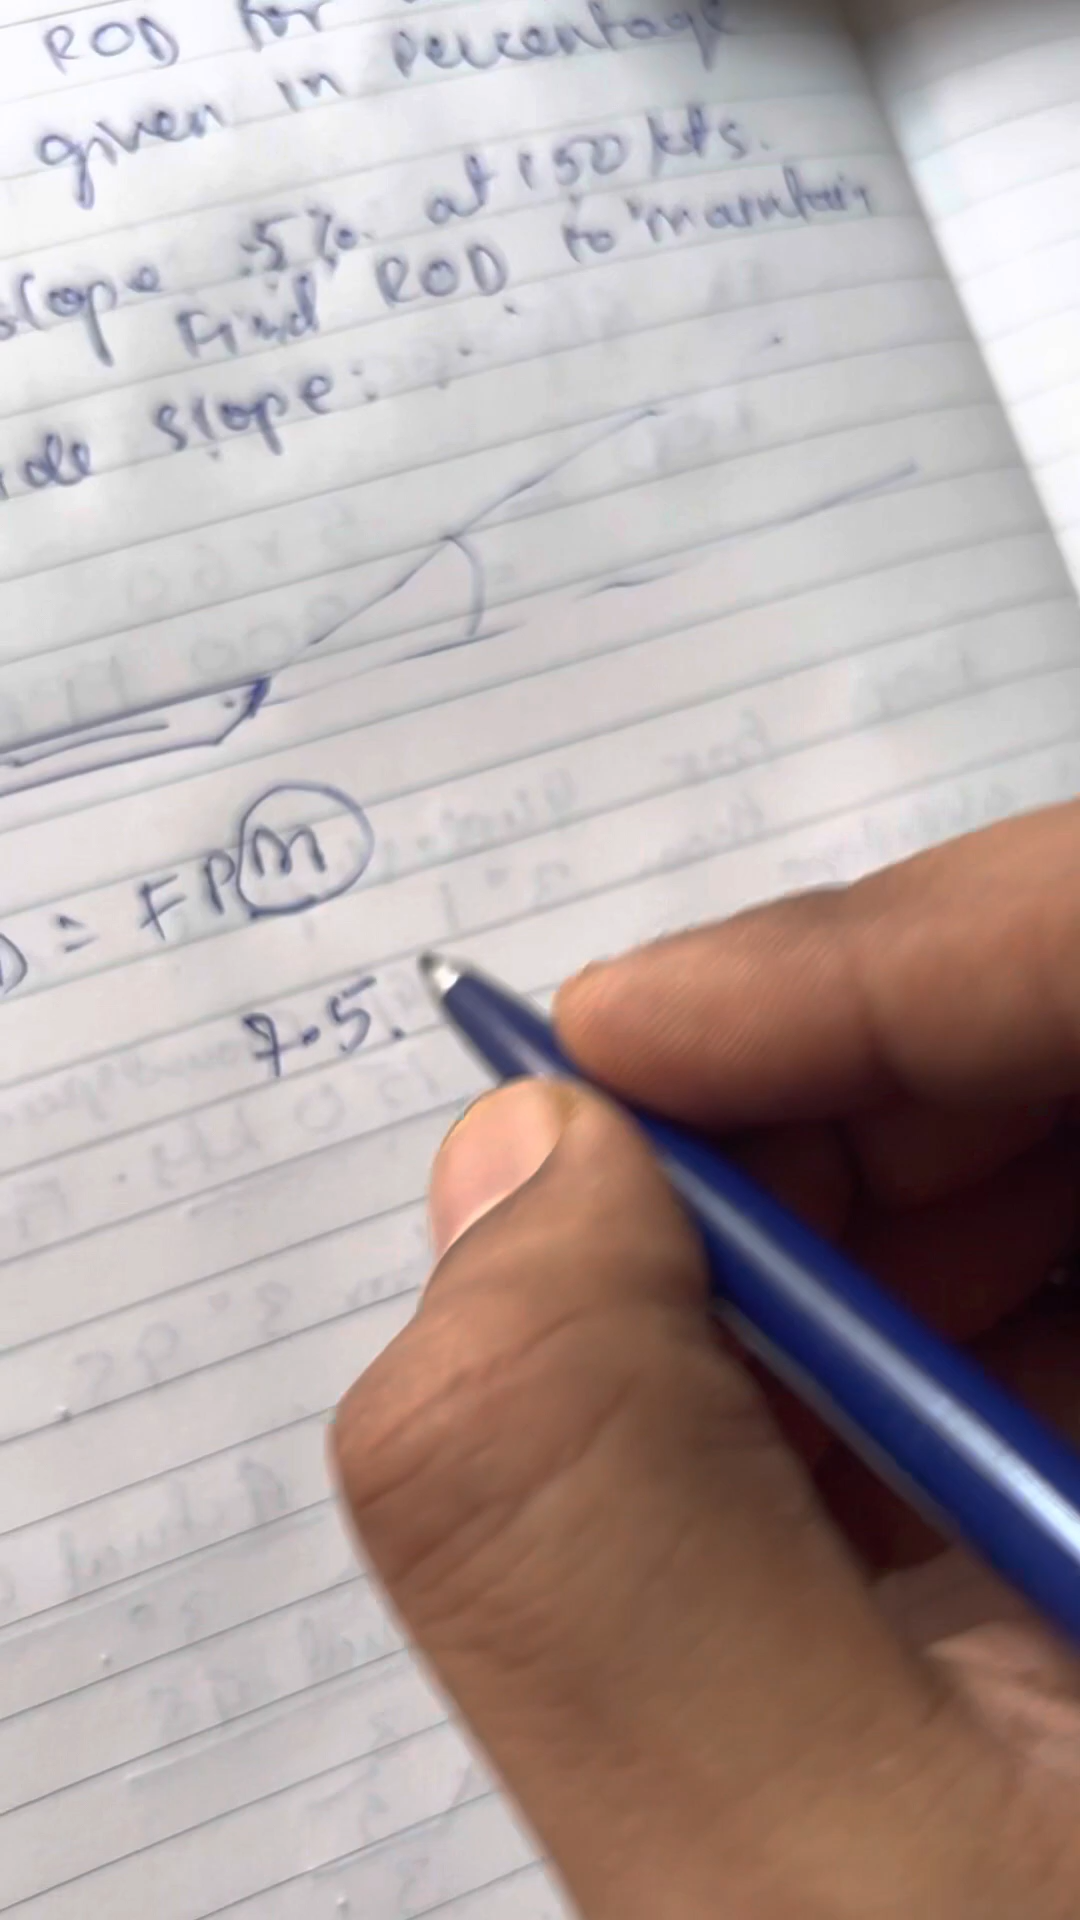 ROD for
given in percentage
slope 5% at 150 kts.
Find ROD to maintain
slope:
= FPM
7.5.